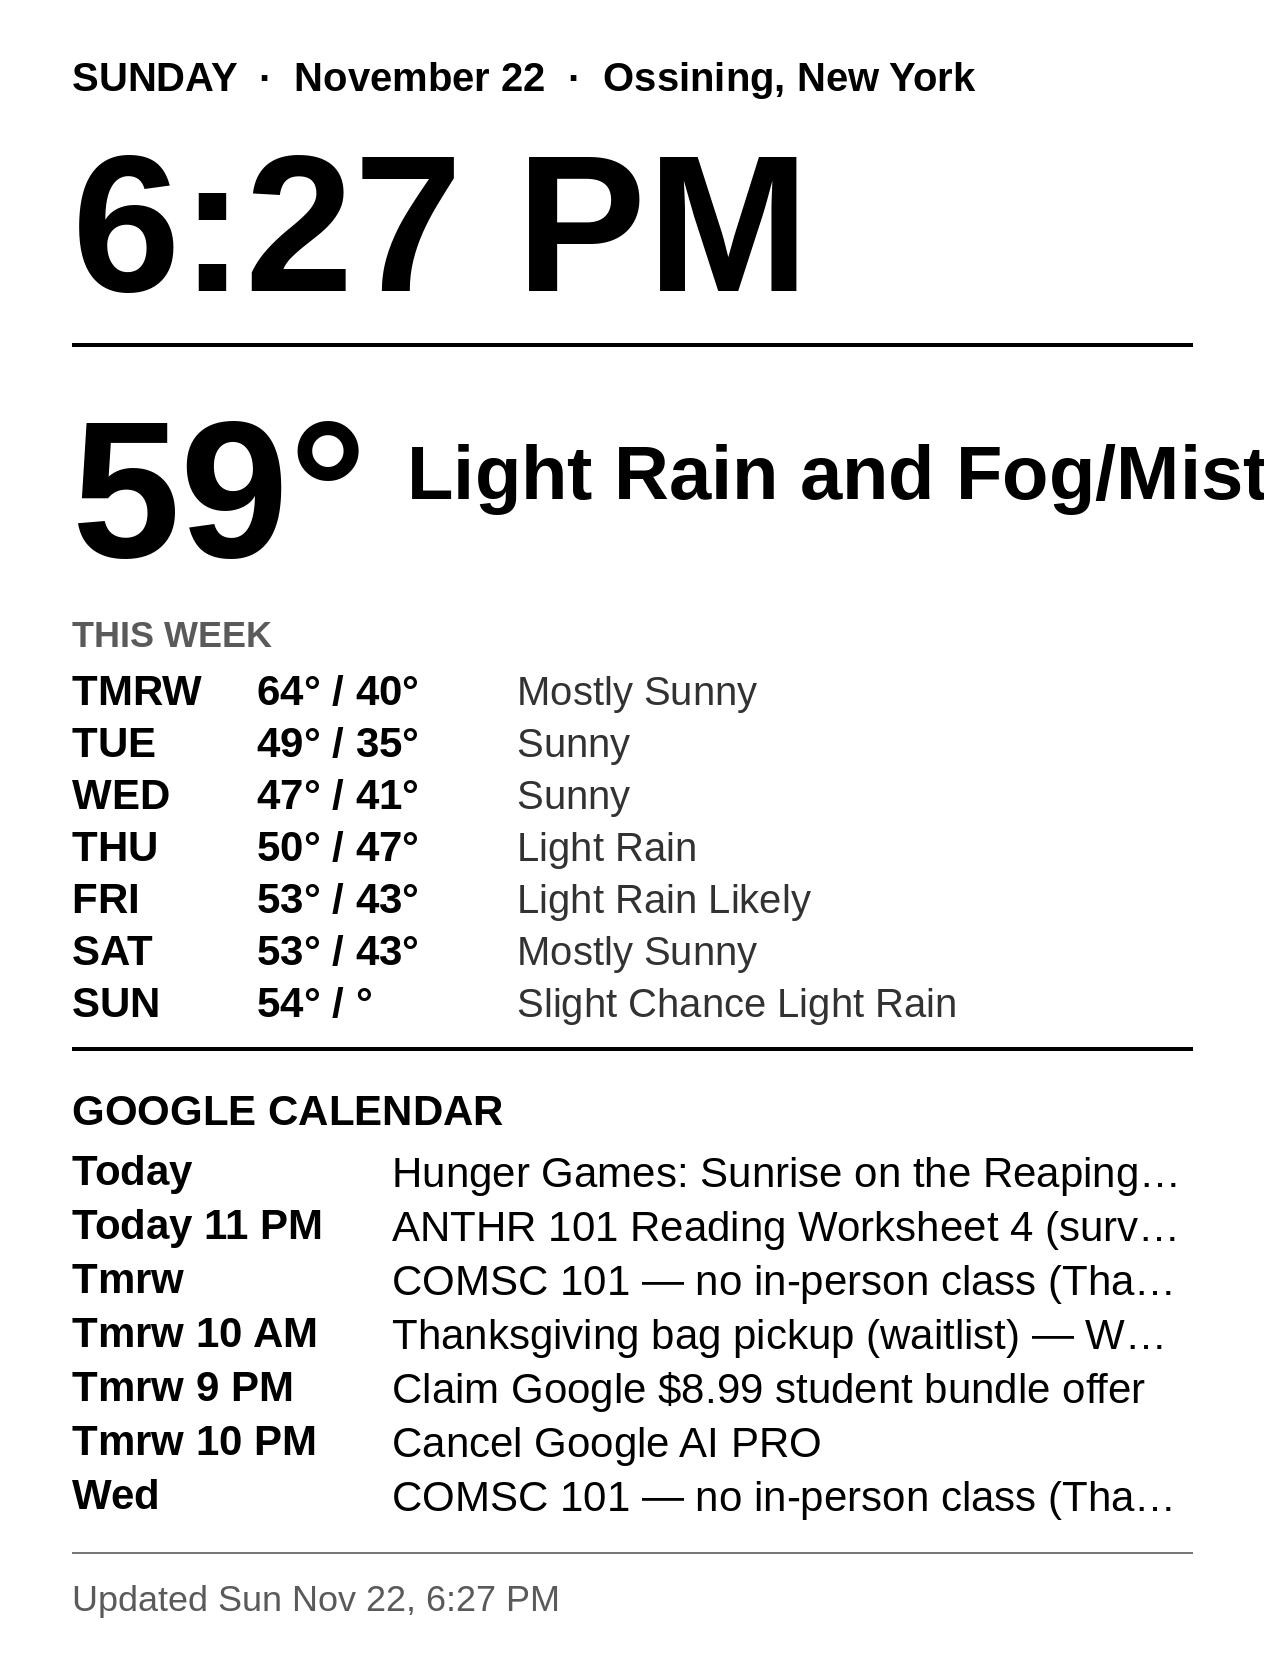 SUNDAY · November 22 · Ossining, New York
6:27 PM
59° Light Rain and Fog/Mist
THIS WEEK
TMRW 64° / 40° Mostly Sunny
TUE 49° / 35° Sunny
WED 47° / 41° Sunny
THU 50° / 47° Light Rain
FRI 53° / 43° Light Rain Likely
SAT 53° / 43° Mostly Sunny
SUN 54° / ° Slight Chance Light Rain
GOOGLE CALENDAR
Today Hunger Games: Sunrise on the Reaping…
Today 11 PM ANTHR 101 Reading Worksheet 4 (surv…
Tmrw COMSC 101 — no in-person class (Tha…
Tmrw 10 AM Thanksgiving bag pickup (waitlist) — W…
Tmrw 9 PM Claim Google $8.99 student bundle offer
Tmrw 10 PM Cancel Google AI PRO
Wed COMSC 101 — no in-person class (Tha…
Updated Sun Nov 22, 6:27 PM